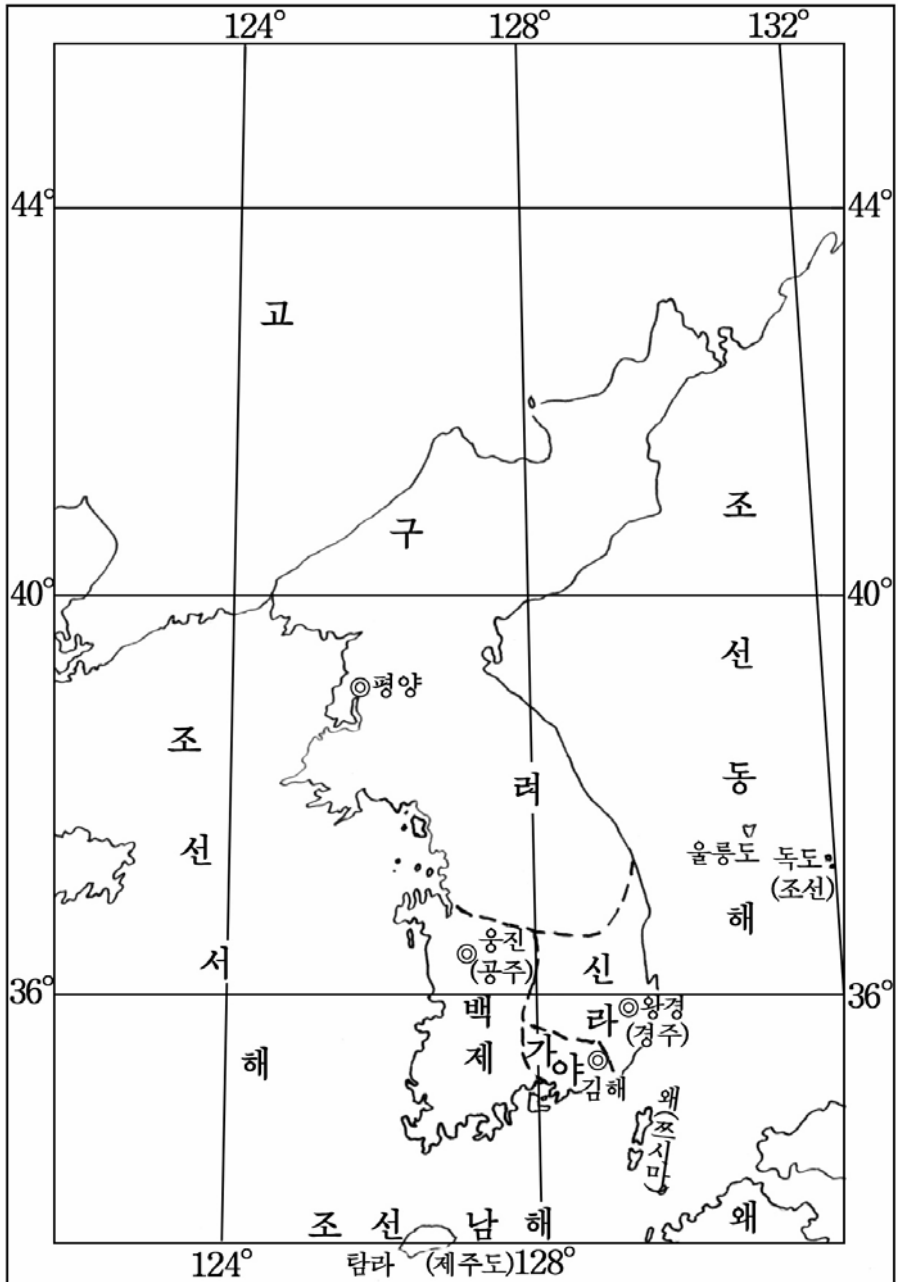 124° 128° 132°
44° 44°
고구려
40° 40°
조선동해
평양
조선서해
울릉도 독도
(조선)
웅진
(공주)
신라
36° 36°
왕경
(경주)
백제
가야
김해
왜(쯔시마)
왜
조선남해
탐라 (제주도)
124° 128°